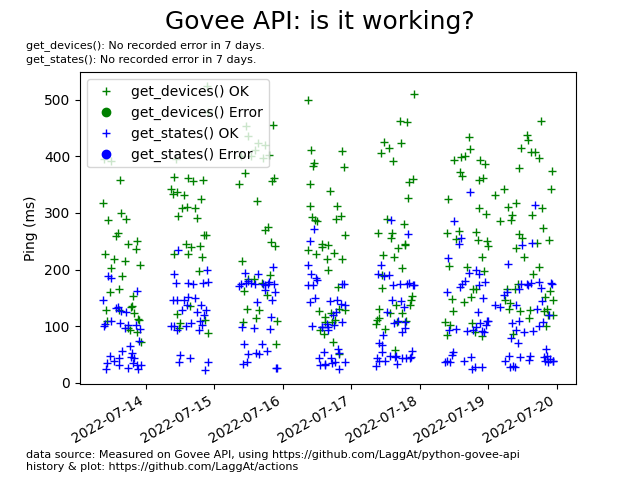 Govee API: is it working?
get_devices(): No recorded error in 7 days.
get_states(): No recorded error in 7 days.
get_devices() OK
get_devices() Error
get_states() OK
get_states() Error
Ping (ms)
500
400
300
200
100
0
2022-07-14
2022-07-15
2022-07-16
2022-07-17
2022-07-18
2022-07-19
2022-07-20
data source: Measured on Govee API, using https://github.com/LaggAt/python-govee-api
history & plot: https://github.com/LaggAt/actions